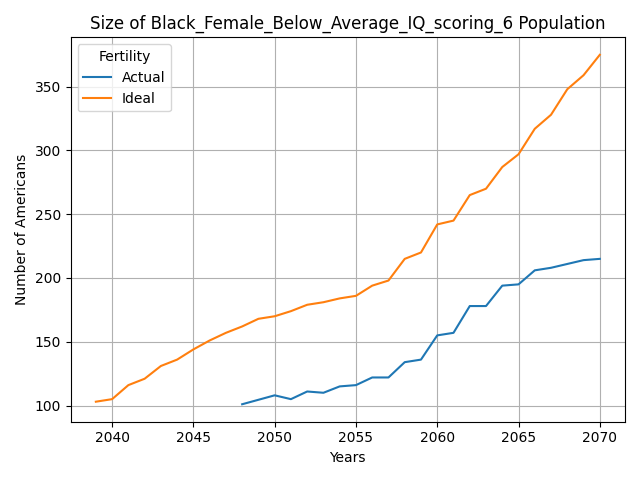 Size of Black_Female_Below_Average_IQ_scoring_6 Population
Fertility
Actual
Ideal
Number of Americans
350
300
250
200
150
100
2040 2045 2050 2055 2060 2065 2070
Years